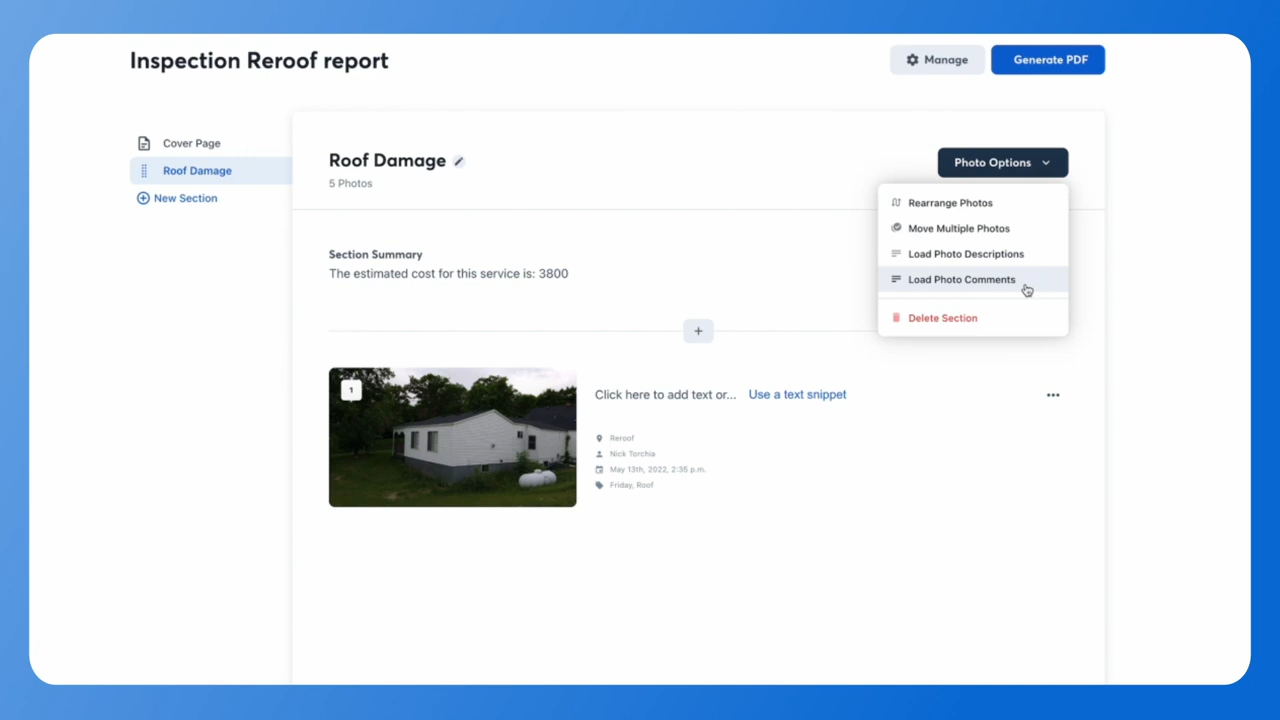 Inspection Reroof report
Manage
Generate PDF
Cover Page
Roof Damage
New Section
Roof Damage
5 Photos
Photo Options
Rearrange Photos
Move Multiple Photos
Load Photo Descriptions
Load Photo Comments
Delete Section
Section Summary
The estimated cost for this service is: 3800
+
1
Click here to add text or... Use a text snippet
Reroof
Nick Torchia
May 13th, 2022, 2:35 p.m.
Friday, Roof